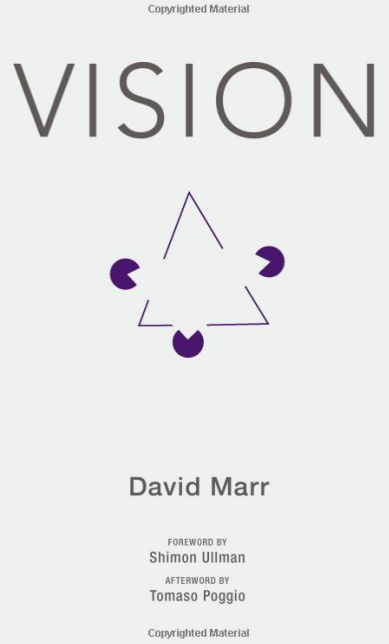 Copyrighted Material
VISION
David Marr
FOREWORD BY
Shimon Ullman
AFTERWORD BY
Tomaso Poggio
Copyrighted Material